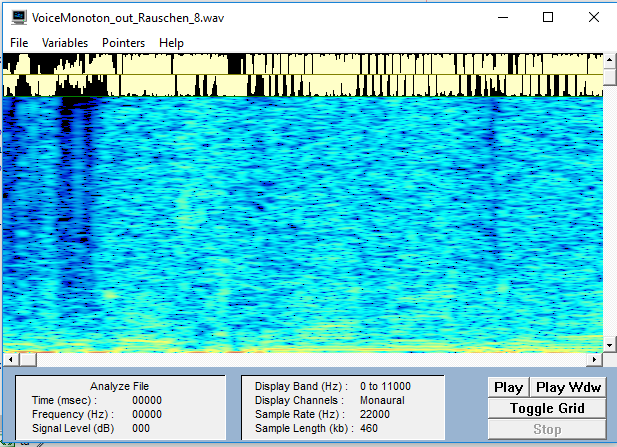 VoiceMonoton_out_Rauschen_8.wav
File Variables Pointers Help
Analyze File
Time (msec) : 00000
Frequency (Hz) : 00000
Signal Level (dB) 000
Display Band (Hz) : 0 to 11000
Display Channels : Monaural
Sample Rate (Hz) : 22000
Sample Length (kb) : 460
Play Play Wdw
Toggle Grid
Stop